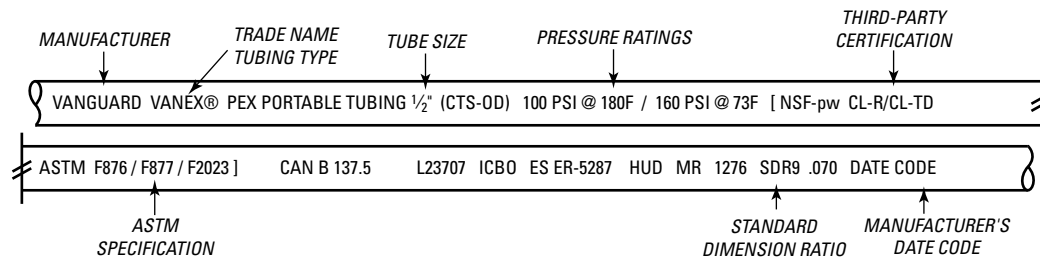 MANUFACTURER
TRADE NAME
TUBING TYPE
TUBE SIZE
PRESSURE RATINGS
THIRD-PARTY
CERTIFICATION
VANGUARD VANEX® PEX PORTABLE TUBING ½" (CTS-OD) 100 PSI @ 180F / 160 PSI @ 73F [ NSF-pw CL-R/CL-TD
ASTM F876 / F877 / F2023 ] CAN B 137.5 L23707 ICBO ES ER-5287 HUD MR 1276 SDR9 .070 DATE CODE
ASTM
SPECIFICATION
STANDARD
DIMENSION RATIO
MANUFACTURER'S
DATE CODE